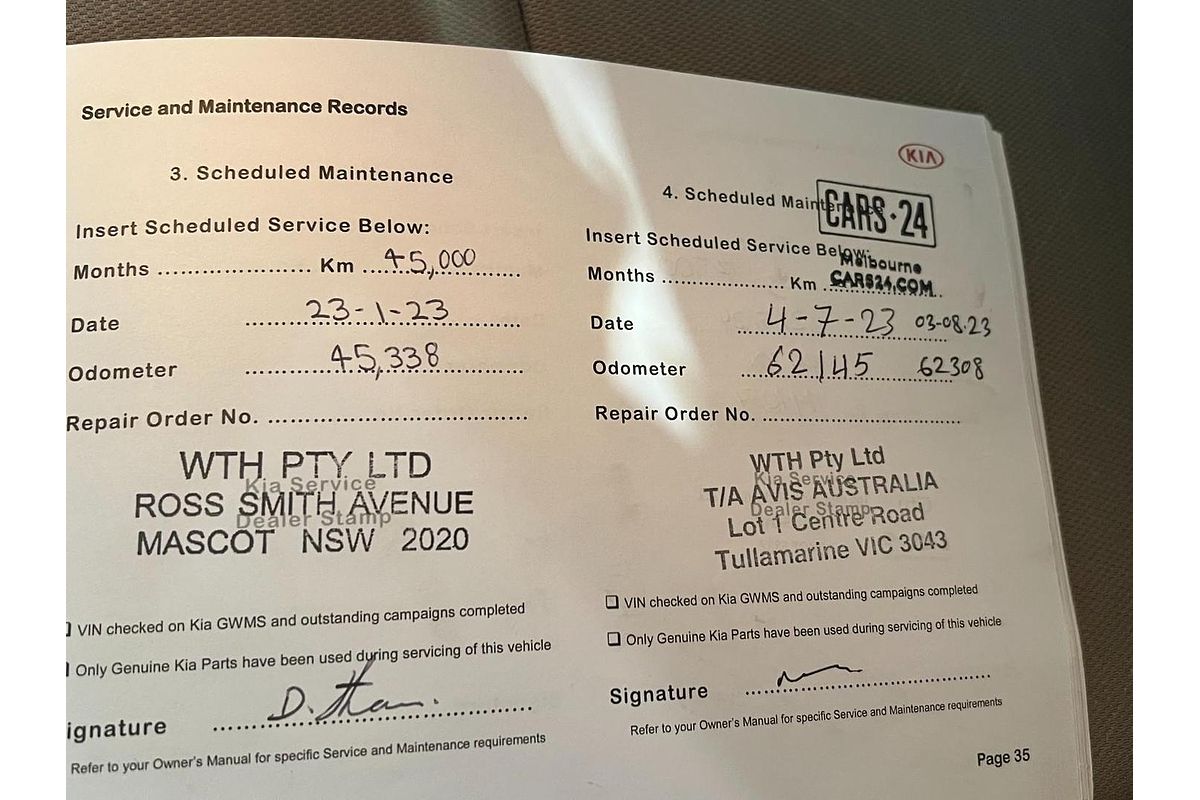 Service and Maintenance Records
3. Scheduled Maintenance
Insert Scheduled Service Below:
Months ...................... Km 45,000
Date 23-1-23
Odometer 45,338
Repair Order No. ....................................
WTH PTY LTD
Kia Service
ROSS SMITH AVENUE
Dealer Stamp
MASCOT NSW 2020
VIN checked on Kia GWMS and outstanding campaigns completed
Only Genuine Kia Parts have been used during servicing of this vehicle
D.
ignature
Refer to your Owner's Manual for specific Service and Maintenance requirements
KIA
4. Scheduled Mainten
CARS·24
Insert Scheduled Service Below:
Melbourne
Months ...................... Km CARS24.COM
Date 4-7-23 03-08.23
Odometer 62145 62308
Repair Order No. ....................................
WTH Pty Ltd
Kia Service
T/A AVIS AUSTRALIA
Dealer Stamp
Lot 1 Centre Road
Tullamarine VIC 3043
VIN checked on Kia GWMS and outstanding campaigns completed
Only Genuine Kia Parts have been used during servicing of this vehicle
Signature
Refer to your Owner's Manual for specific Service and Maintenance requirements
Page 35